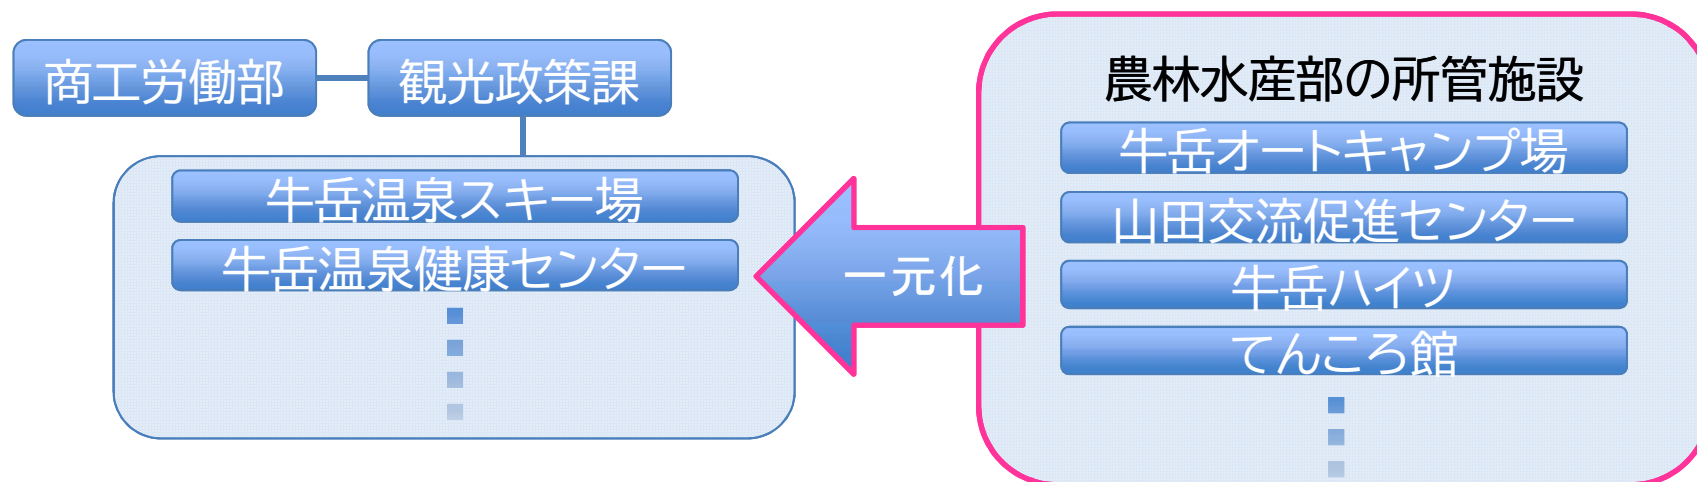 商工労働部
観光政策課
牛岳温泉スキー場
牛岳温泉健康センター
一元化
農林水産部の所管施設
牛岳オートキャンプ場
山田交流促進センター
牛岳ハイツ
てんころ館